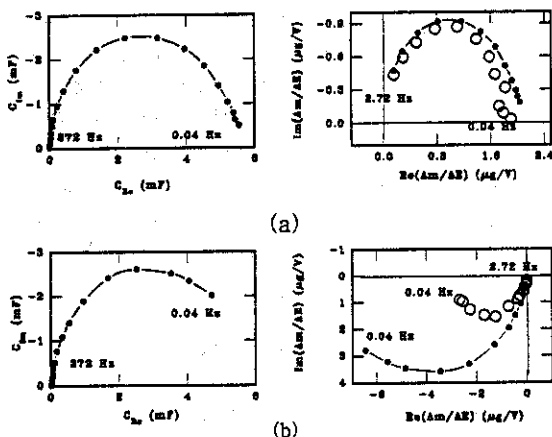 -3
-2
-1
0
C_Im (mF)
272 Hz
0.04 Hz
0 2 4 6
C_Re (mF)
-0.9
-0.6
-0.3
0.0
Im(Δm/ΔE) (μg/V)
2.72 Hz
0.04 Hz
0.0 0.6 1.2 1.8 2.4
Re(Δm/ΔE) (μg/V)
(a)
-3
-2
-1
0
C_Im (mF)
272 Hz
0.04 Hz
0 2 4 6
C_Re (mF)
-1
0
1
2
3
4
Im(Δm/ΔE) (μg/V)
2.72 Hz
0.04 Hz
0.04 Hz
-6 -4 -2 0
Re(Δm/ΔE) (μg/V)
(b)